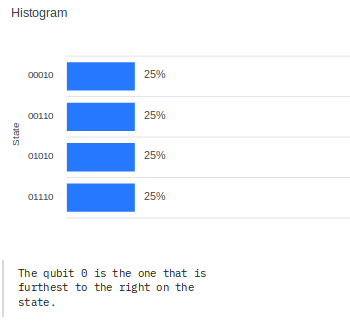 Histogram
State
00010
25%
00110
25%
01010
25%
01110
25%
The qubit 0 is the one that is
furthest to the right on the
state.